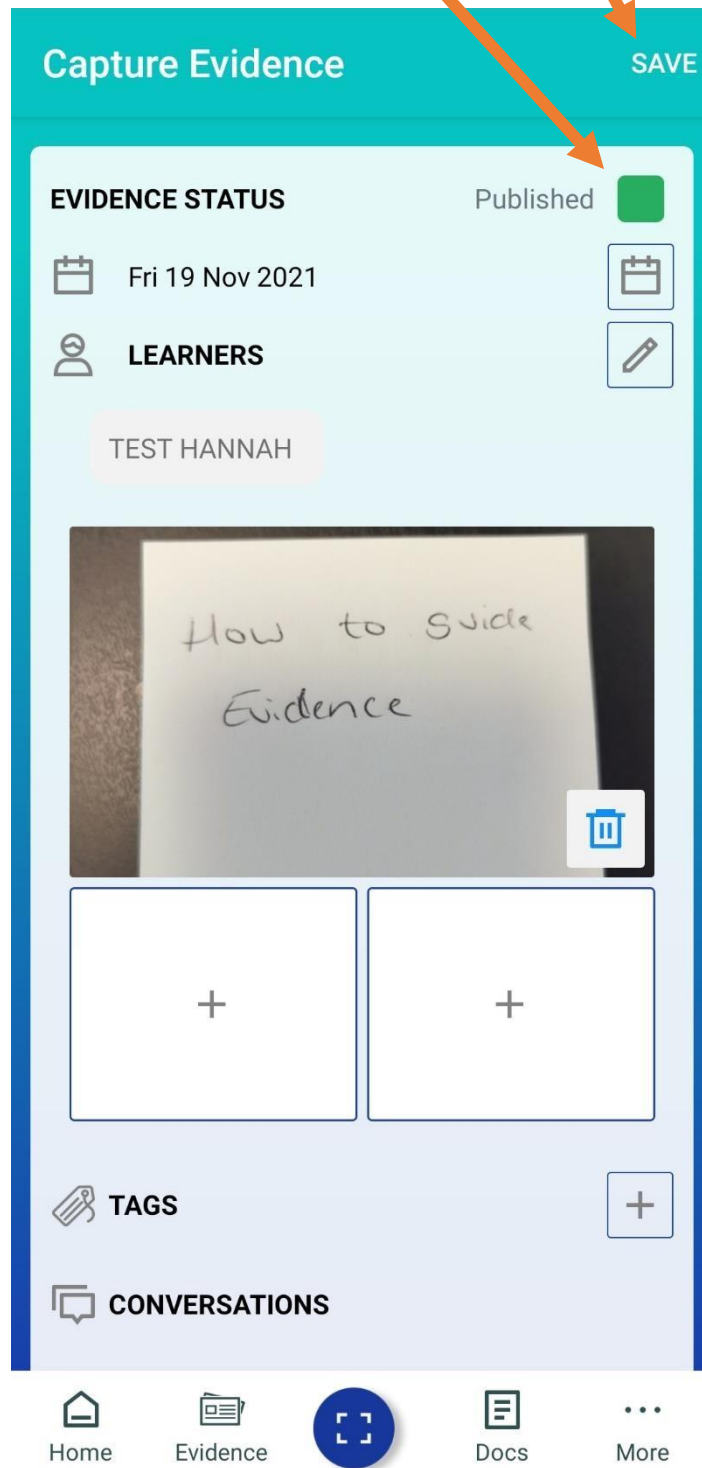 Capture Evidence SAVE
EVIDENCE STATUS Published
Fri 19 Nov 2021
LEARNERS
TEST HANNAH
How to Guide
Evidence
+ +
TAGS +
CONVERSATIONS
Home Evidence Docs More